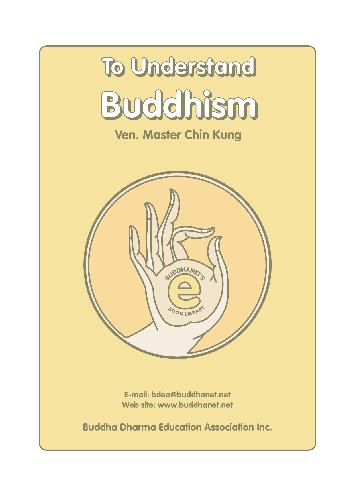 To Understand
Buddhism
Ven. Master Chin Kung
BUDDHANET'S
e
BOOK LIBRARY
E-mail: bdea@buddhanet.net
Web site: www.buddhanet.net
Buddha Dharma Education Association Inc.